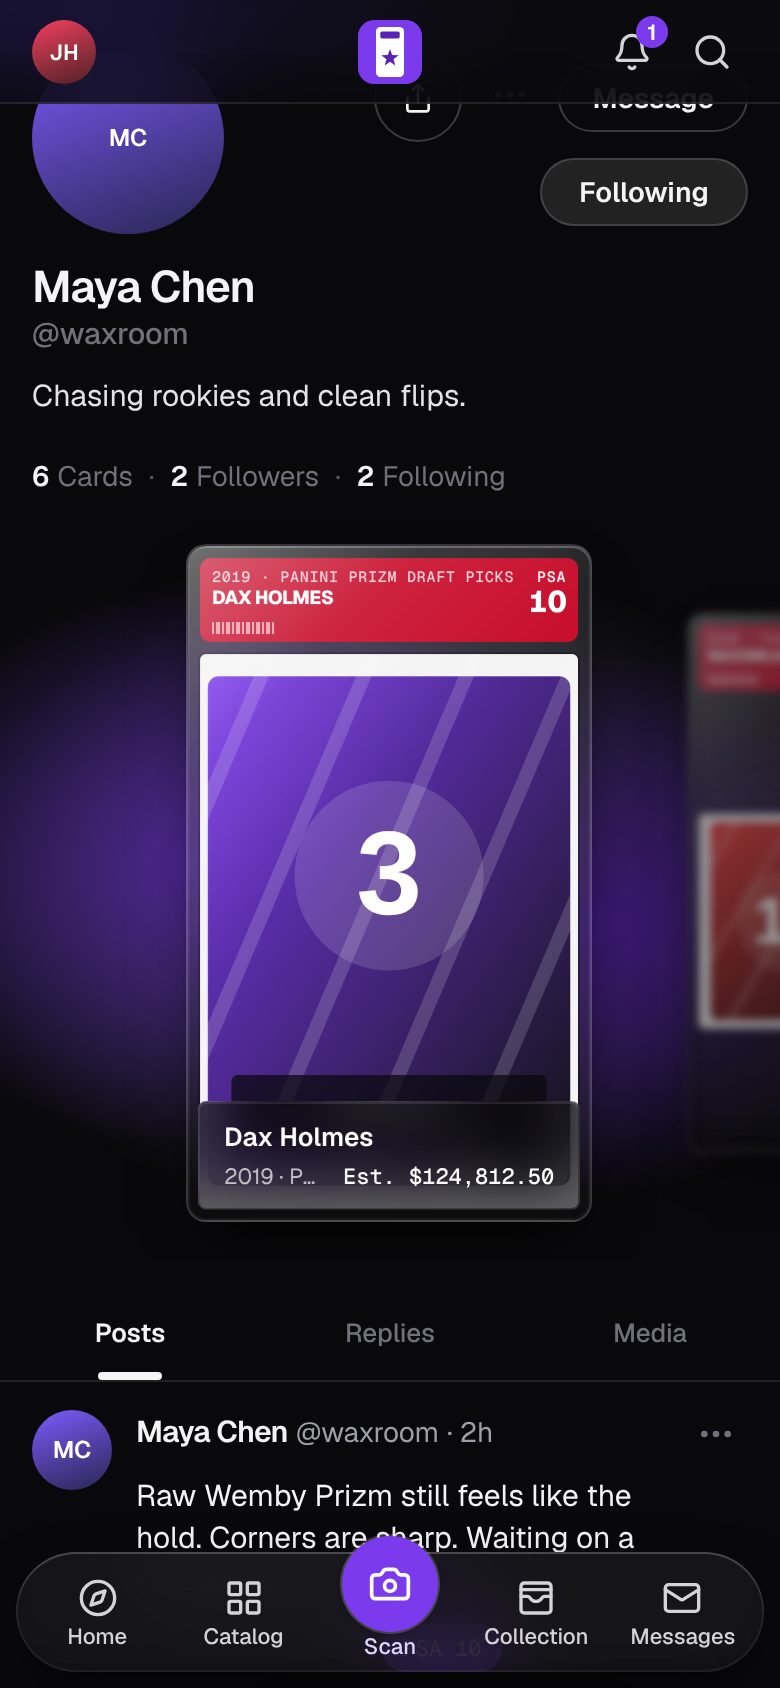 JH
1
MC
Message
Following
Maya Chen
@waxroom
Chasing rookies and clean flips.
6 Cards · 2 Followers · 2 Following
2019 · PANINI PRIZM DRAFT PICKS PSA
DAX HOLMES 10
3
Dax Holmes
2019 · P... Est. $124,812.50
Posts Replies Media
MC
Maya Chen @waxroom · 2h
Raw Wemby Prizm still feels like the
hold. Corners are sharp. Waiting on a
Home Catalog Scan Collection Messages